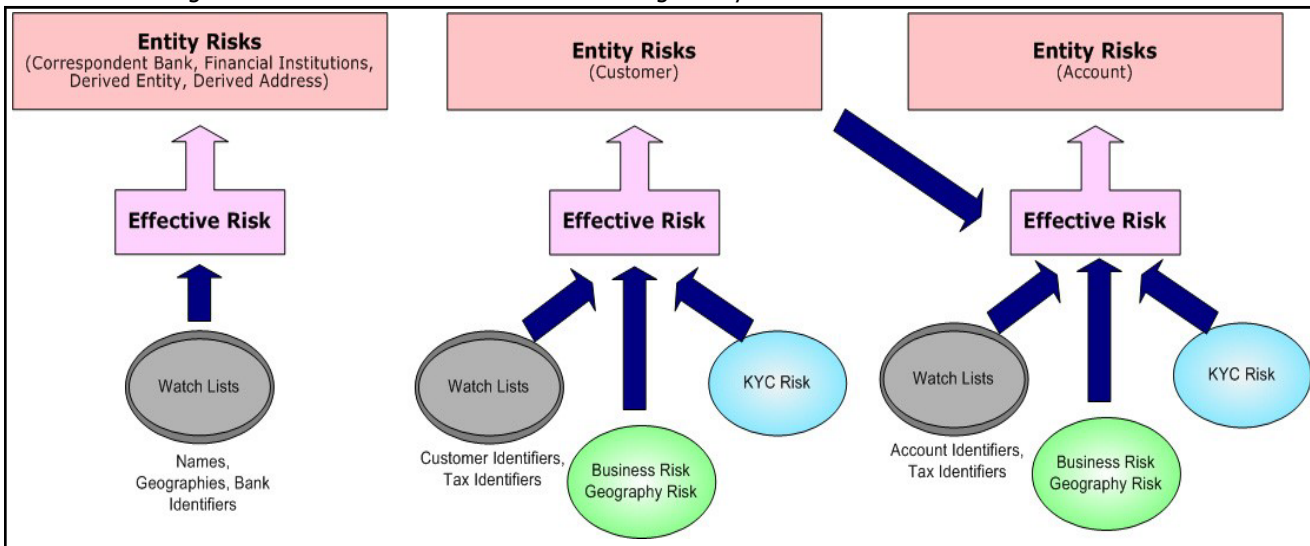 Entity Risks
(Correspondent Bank, Financial Institutions,
Derived Entity, Derived Address)
Effective Risk
Watch Lists
Names,
Geographies, Bank
Identifiers
Entity Risks
(Customer)
Effective Risk
Watch Lists
Customer Identifiers,
Tax Identifiers
Business Risk
Geography Risk
KYC Risk
Entity Risks
(Account)
Effective Risk
Watch Lists
Account Identifiers,
Tax Identifiers
Business Risk
Geography Risk
KYC Risk